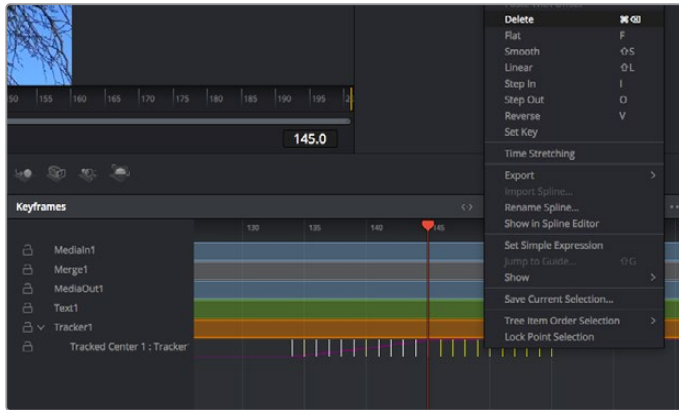 Delete ⌘⌫
Flat F
Smooth ⇧S
Linear ⇧L
Step In I
Step Out O
Reverse V
Set Key
Time Stretching
Export >
Import Spline...
Rename Spline...
Show in Spline Editor
Set Simple Expression
Jump to Guide... ⇧G
Show >
Save Current Selection...
Tree Item Order Selection >
Lock Point Selection
155 160 165 170 175 180 185 190 195
145.0
Keyframes
130 135 140 145
MediaIn1
Merge1
MediaOut1
Text1
Tracker1
Tracked Center 1 : Tracker